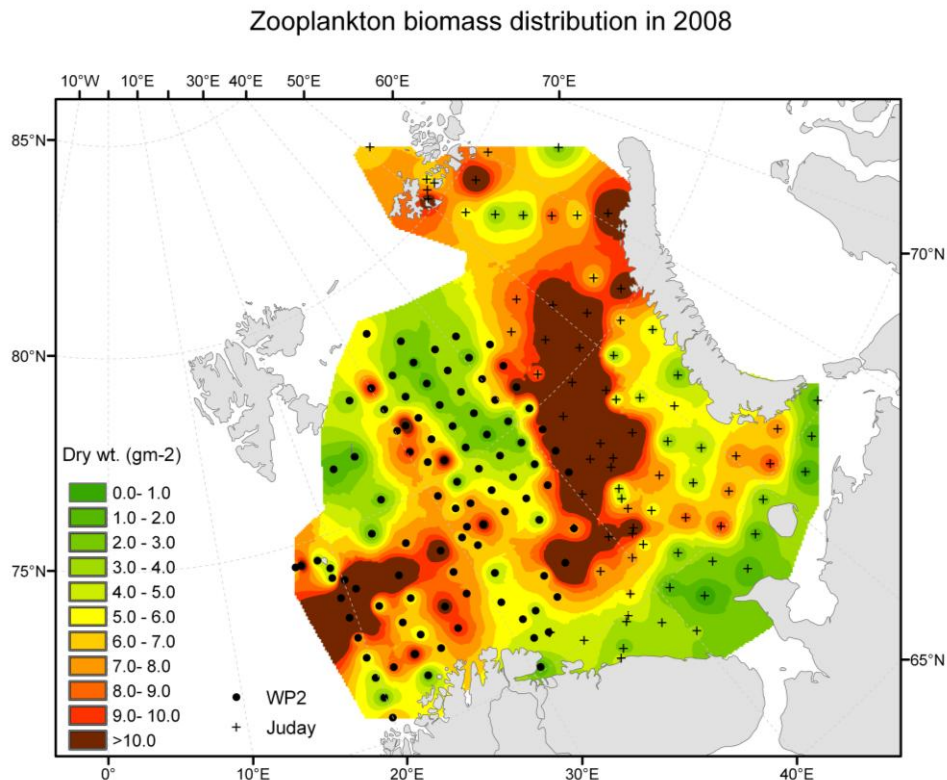 Zooplankton biomass distribution in 2008
10°W 10°E 30°E 40°E 50°E 60°E 70°E
85°N
70°N
80°N
Dry wt. (gm-2)
0.0- 1.0
1.0 - 2.0
2.0 - 3.0
3.0 - 4.0
4.0 - 5.0
75°N
5.0 - 6.0
6.0 - 7.0
7.0 - 8.0
65°N
8.0 - 9.0
WP2
9.0- 10.0
Juday
>10.0
0° 10°E 20°E 30°E 40°E